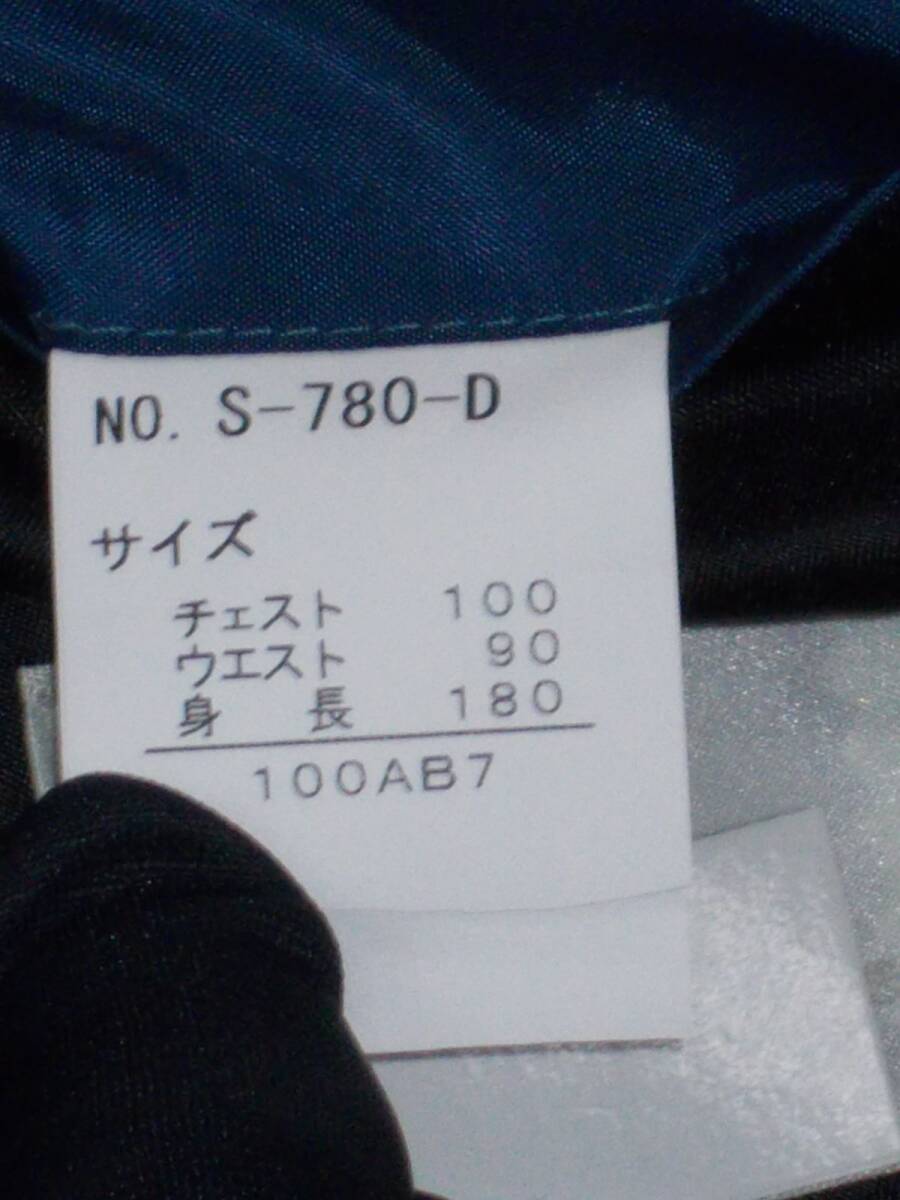 NO. S-780-D
サイズ
チェスト 100
ウエスト 90
身長 180
100AB7